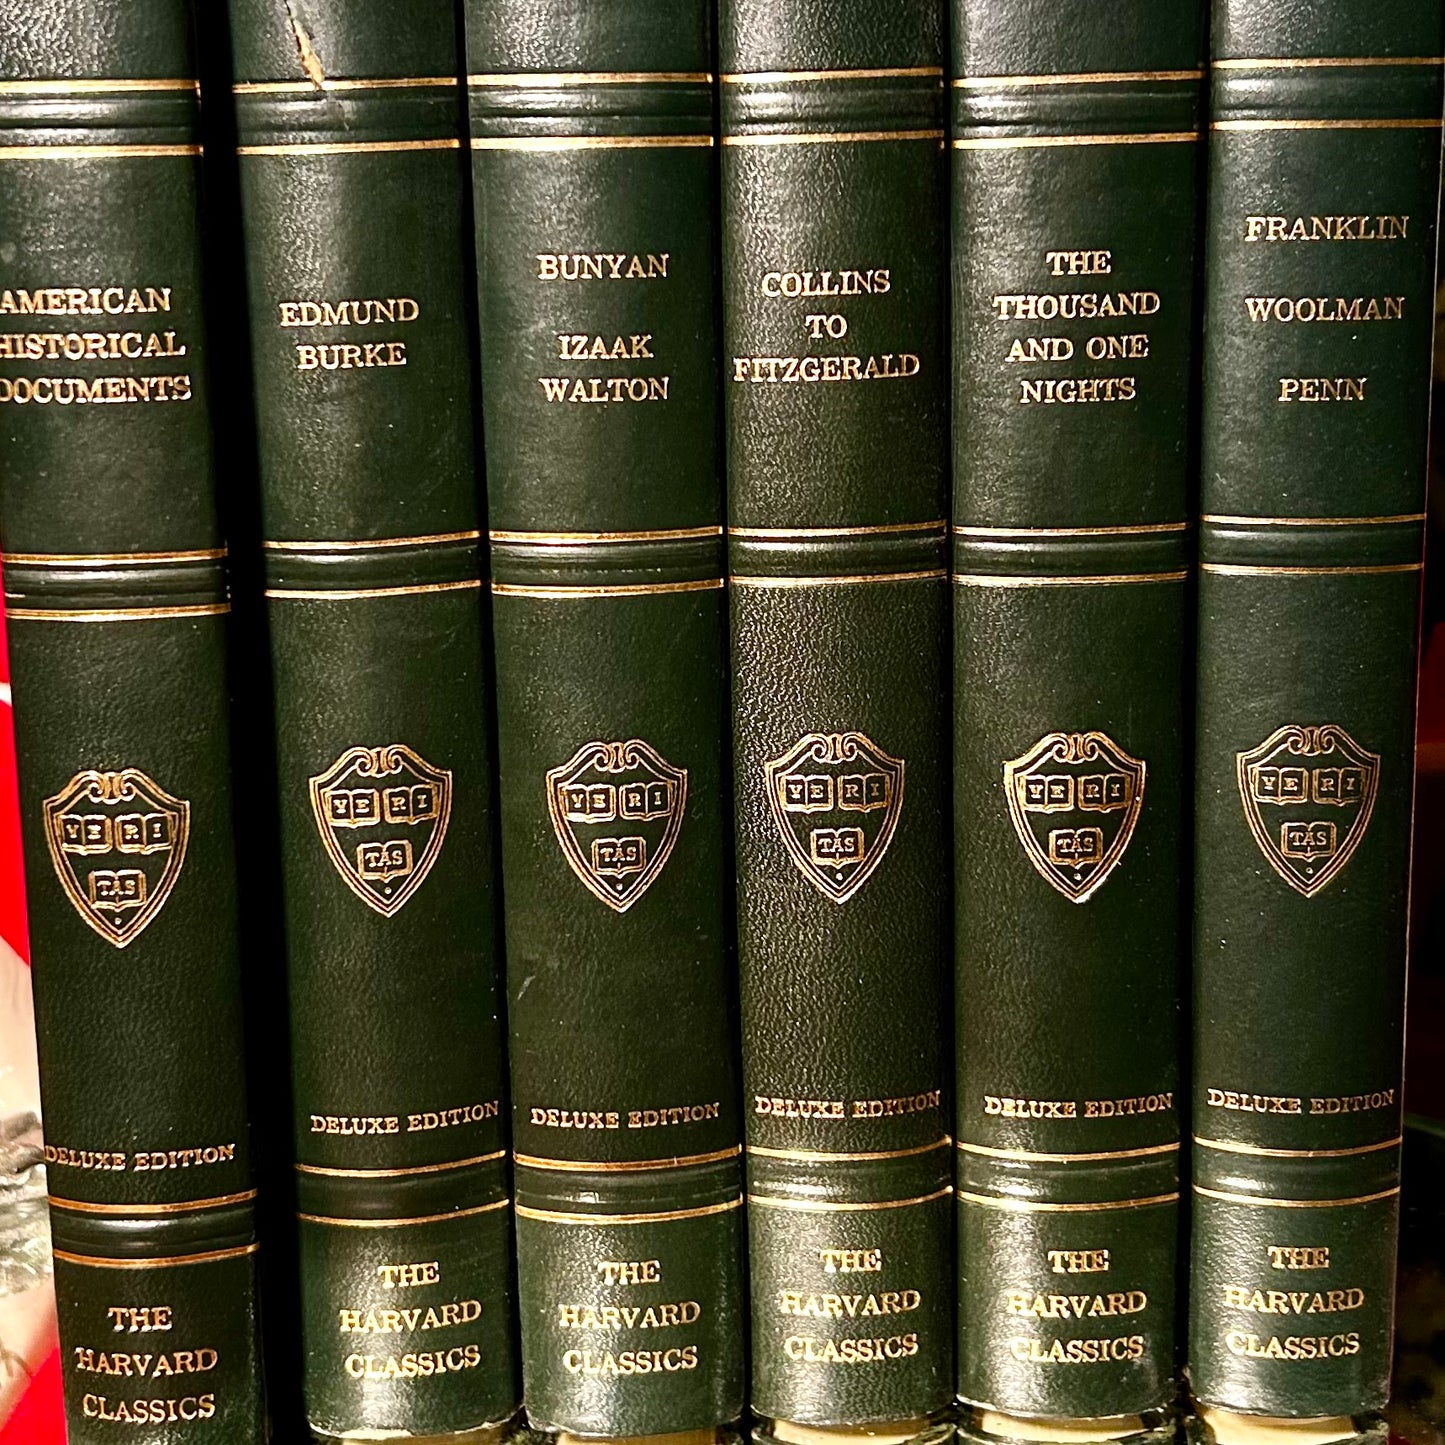 AMERICAN
HISTORICAL
DOCUMENTS
VE RI
TAS
DELUXE EDITION
THE
HARVARD
CLASSICS
EDMUND
BURKE
VE RI
TAS
DELUXE EDITION
THE
HARVARD
CLASSICS
BUNYAN
IZAAK
WALTON
VE RI
TAS
DELUXE EDITION
THE
HARVARD
CLASSICS
COLLINS
TO
FITZGERALD
VE RI
TAS
DELUXE EDITION
THE
HARVARD
CLASSICS
THE
THOUSAND
AND ONE
NIGHTS
VE RI
TAS
DELUXE EDITION
THE
HARVARD
CLASSICS
FRANKLIN
WOOLMAN
PENN
VE RI
TAS
DELUXE EDITION
THE
HARVARD
CLASSICS